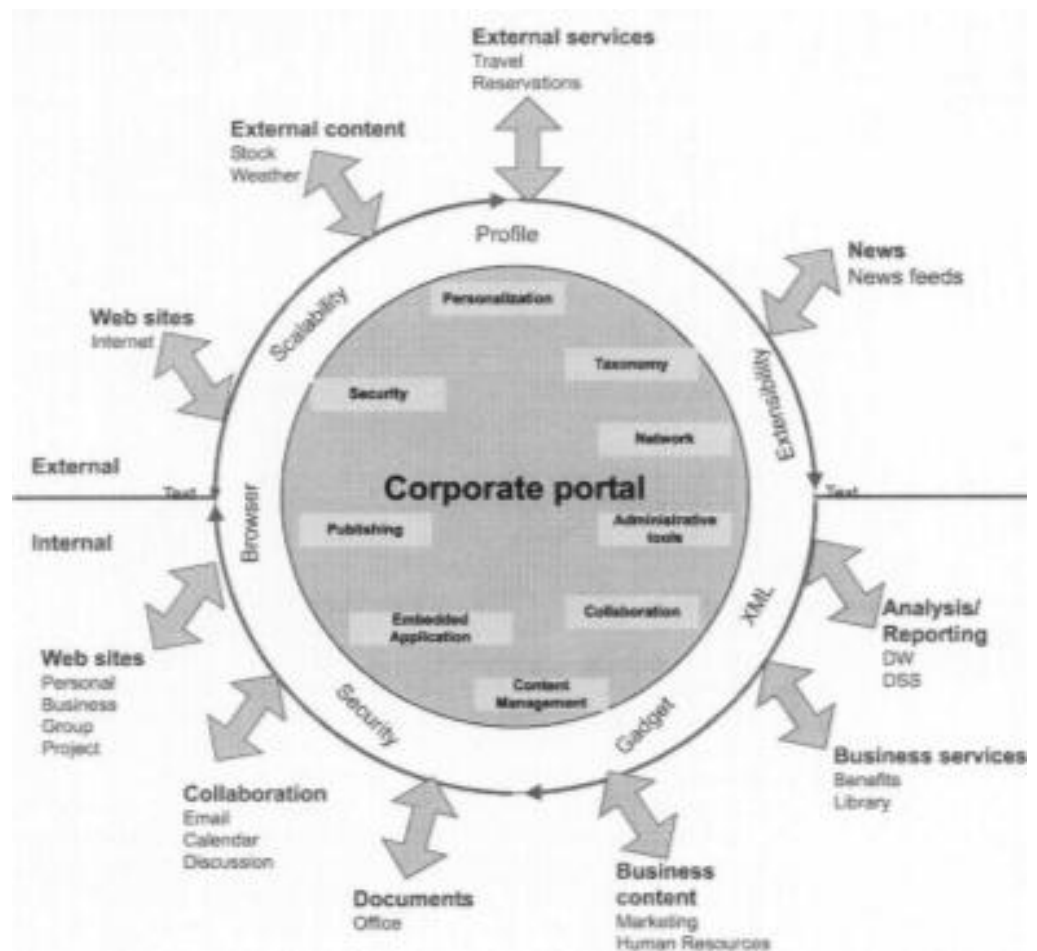 External services
Travel
Reservations
External content
Stock
Weather
Profile
News
News feeds
Personalization
Scalability
Web sites
Internet
Taxonomy
Security
Extensibility
Network
External
Text
Corporate portal
Text
Browser
Internal
Publishing
Administrative
tools
XML
Embedded
Application
Collaboration
Analysis/
Reporting
DW
DSS
Web sites
Personal
Business
Group
Project
Content
Management
Security
Gadget
Business services
Benefits
Library
Collaboration
Email
Calendar
Discussion
Documents
Office
Business
content
Marketing
Human Resources